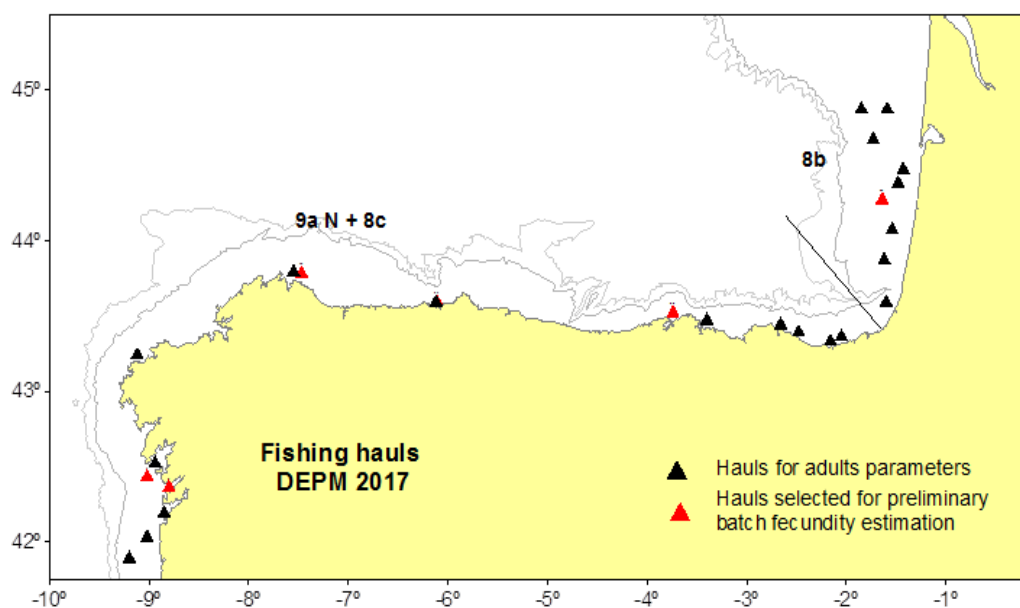 45º
8b
9a N + 8c
44º
43º
Fishing hauls
DEPM 2017
Hauls for adults parameters
Hauls selected for preliminary
batch fecundity estimation
42º
-10º -9º -8º -7º -6º -5º -4º -3º -2º -1º